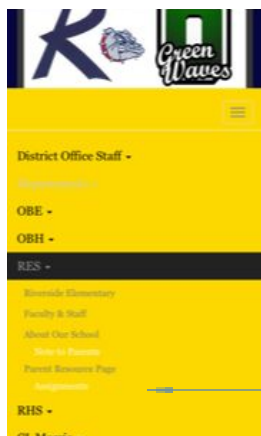 R
Green
Waves
District Office Staff
OBE
OBH
RES
Riverside Elementary
Faculty & Staff
About Our School
Note to Parents
Parent Resource Page
Assignments
RHS